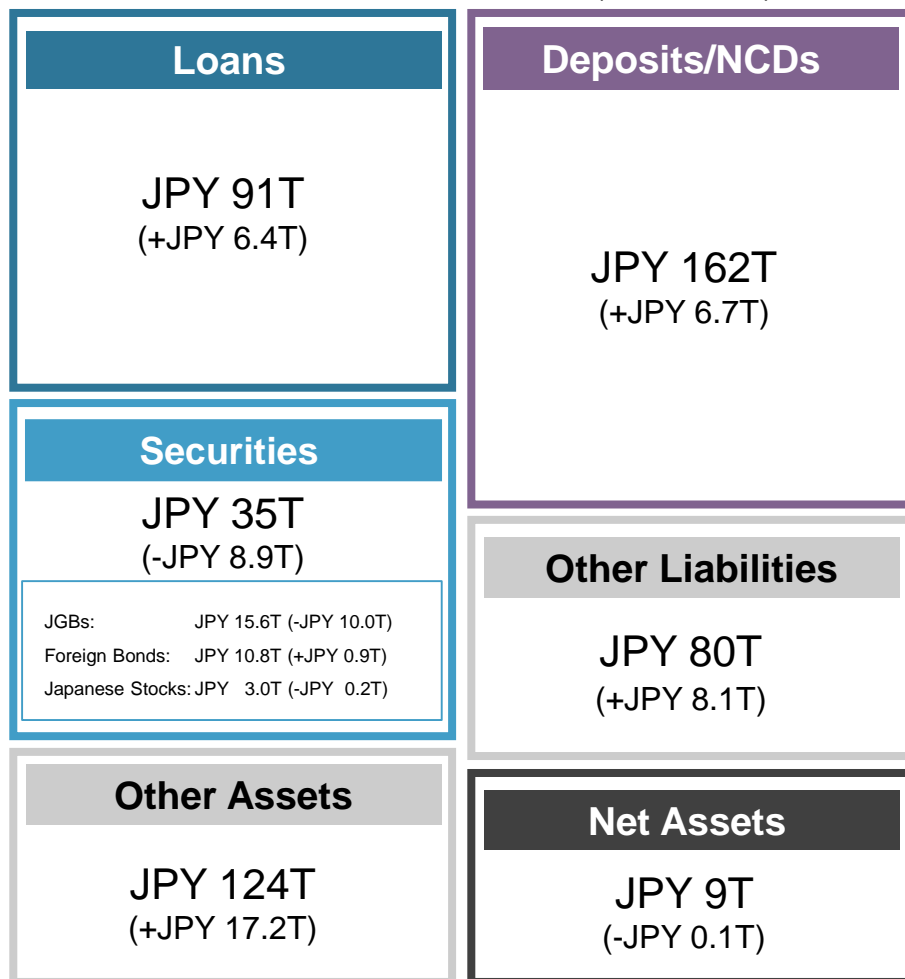 Loans
JPY 91T
(+JPY 6.4T)
Securities
JPY 35T
(-JPY 8.9T)
JGBs: JPY 15.6T (-JPY 10.0T)
Foreign Bonds: JPY 10.8T (+JPY 0.9T)
Japanese Stocks: JPY 3.0T (-JPY 0.2T)
Other Assets
JPY 124T
(+JPY 17.2T)
Deposits/NCDs
JPY 162T
(+JPY 6.7T)
Other Liabilities
JPY 80T
(+JPY 8.1T)
Net Assets
JPY 9T
(-JPY 0.1T)